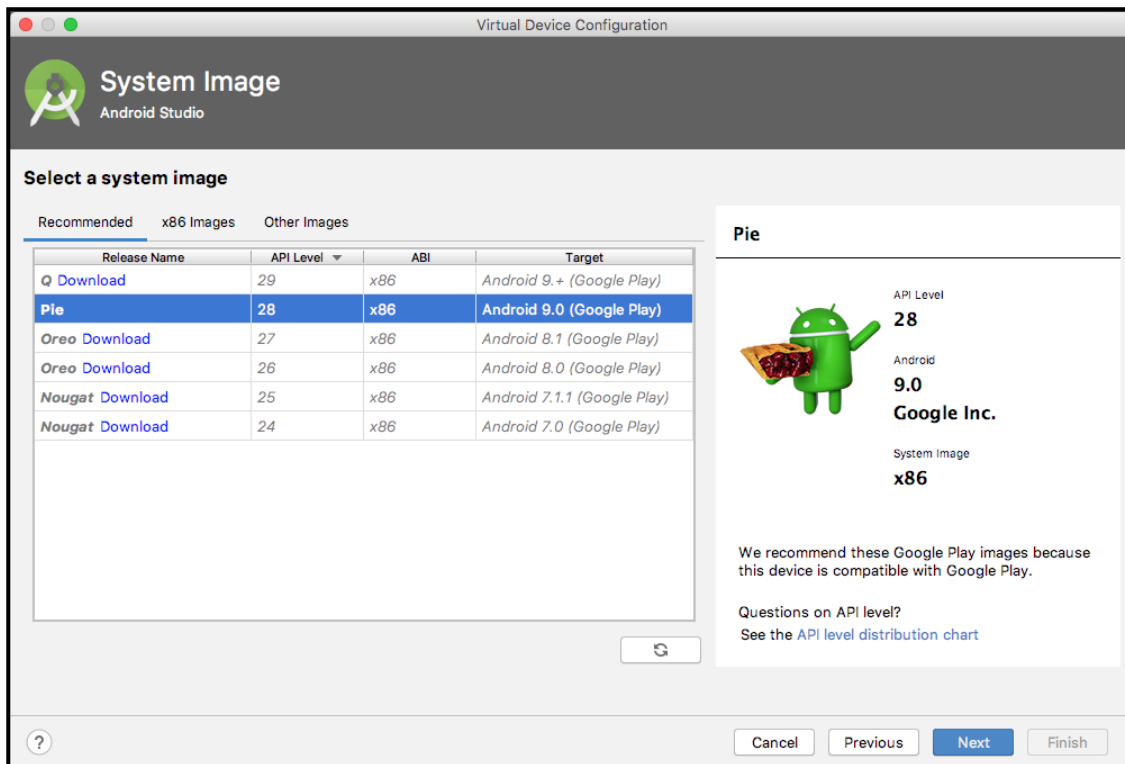 Virtual Device Configuration
System Image
Android Studio
Select a system image
Recommended x86 Images Other Images
Release Name API Level ABI Target
Q Download 29 x86 Android 9.+ (Google Play)
Pie 28 x86 Android 9.0 (Google Play)
Oreo Download 27 x86 Android 8.1 (Google Play)
Oreo Download 26 x86 Android 8.0 (Google Play)
Nougat Download 25 x86 Android 7.1.1 (Google Play)
Nougat Download 24 x86 Android 7.0 (Google Play)
Pie
API Level
28
Android
9.0
Google Inc.
System Image
x86
We recommend these Google Play images because
this device is compatible with Google Play.
Questions on API level?
See the API level distribution chart
? Cancel Previous Next Finish